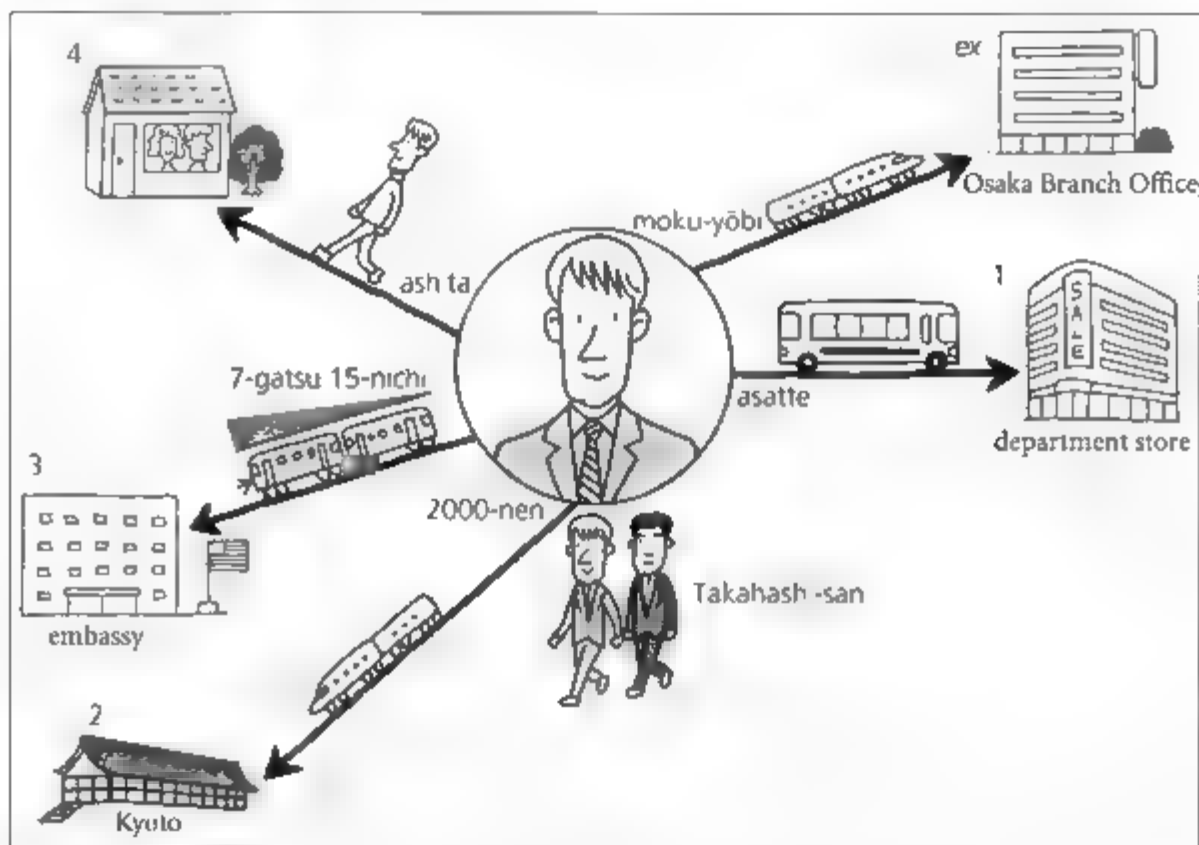 4
ex
Osaka Branch Office
moku-yōbi
ash ta
1
SALE
asatte
department store
7-gatsu 15-nichi
3
embassy
2000-nen
Takahash -san
2
Kyoto